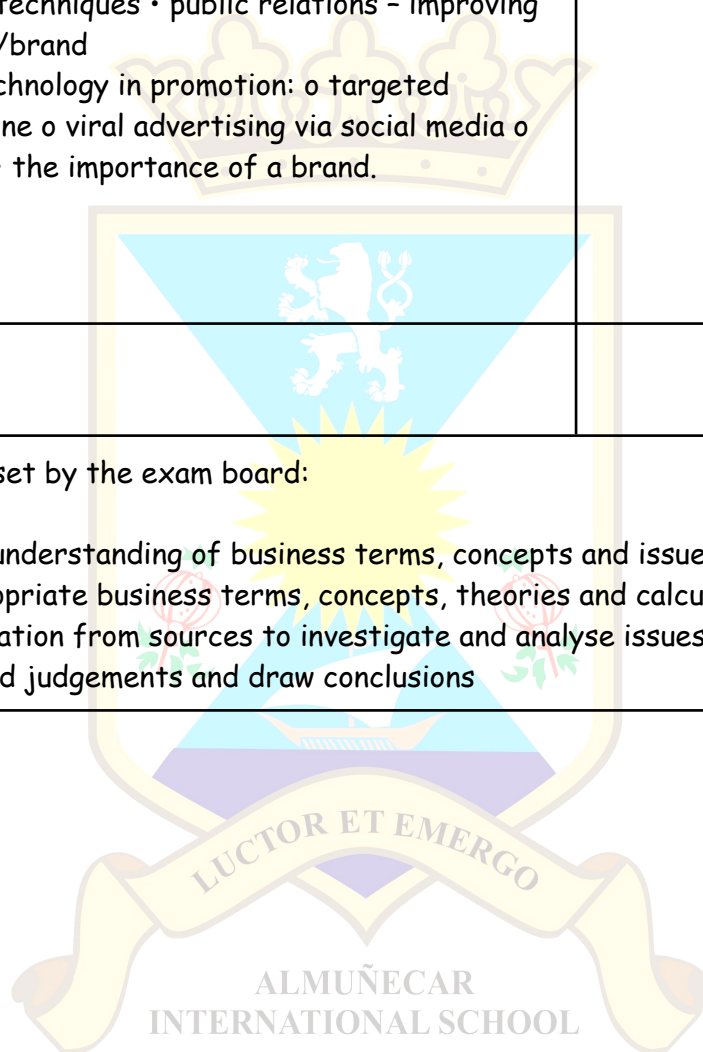 techniques • public relations – improving
/brand
chnology in promotion: o targeted
ne o viral advertising via social media o
the importance of a brand.
set by the exam board:
understanding of business terms, concepts and issue
opriate business terms, concepts, theories and calcu
ation from sources to investigate and analyse issues
d judgements and draw conclusions
LUCTOR ET EMERGO
ALMUÑECAR
INTERNATIONAL SCHOOL